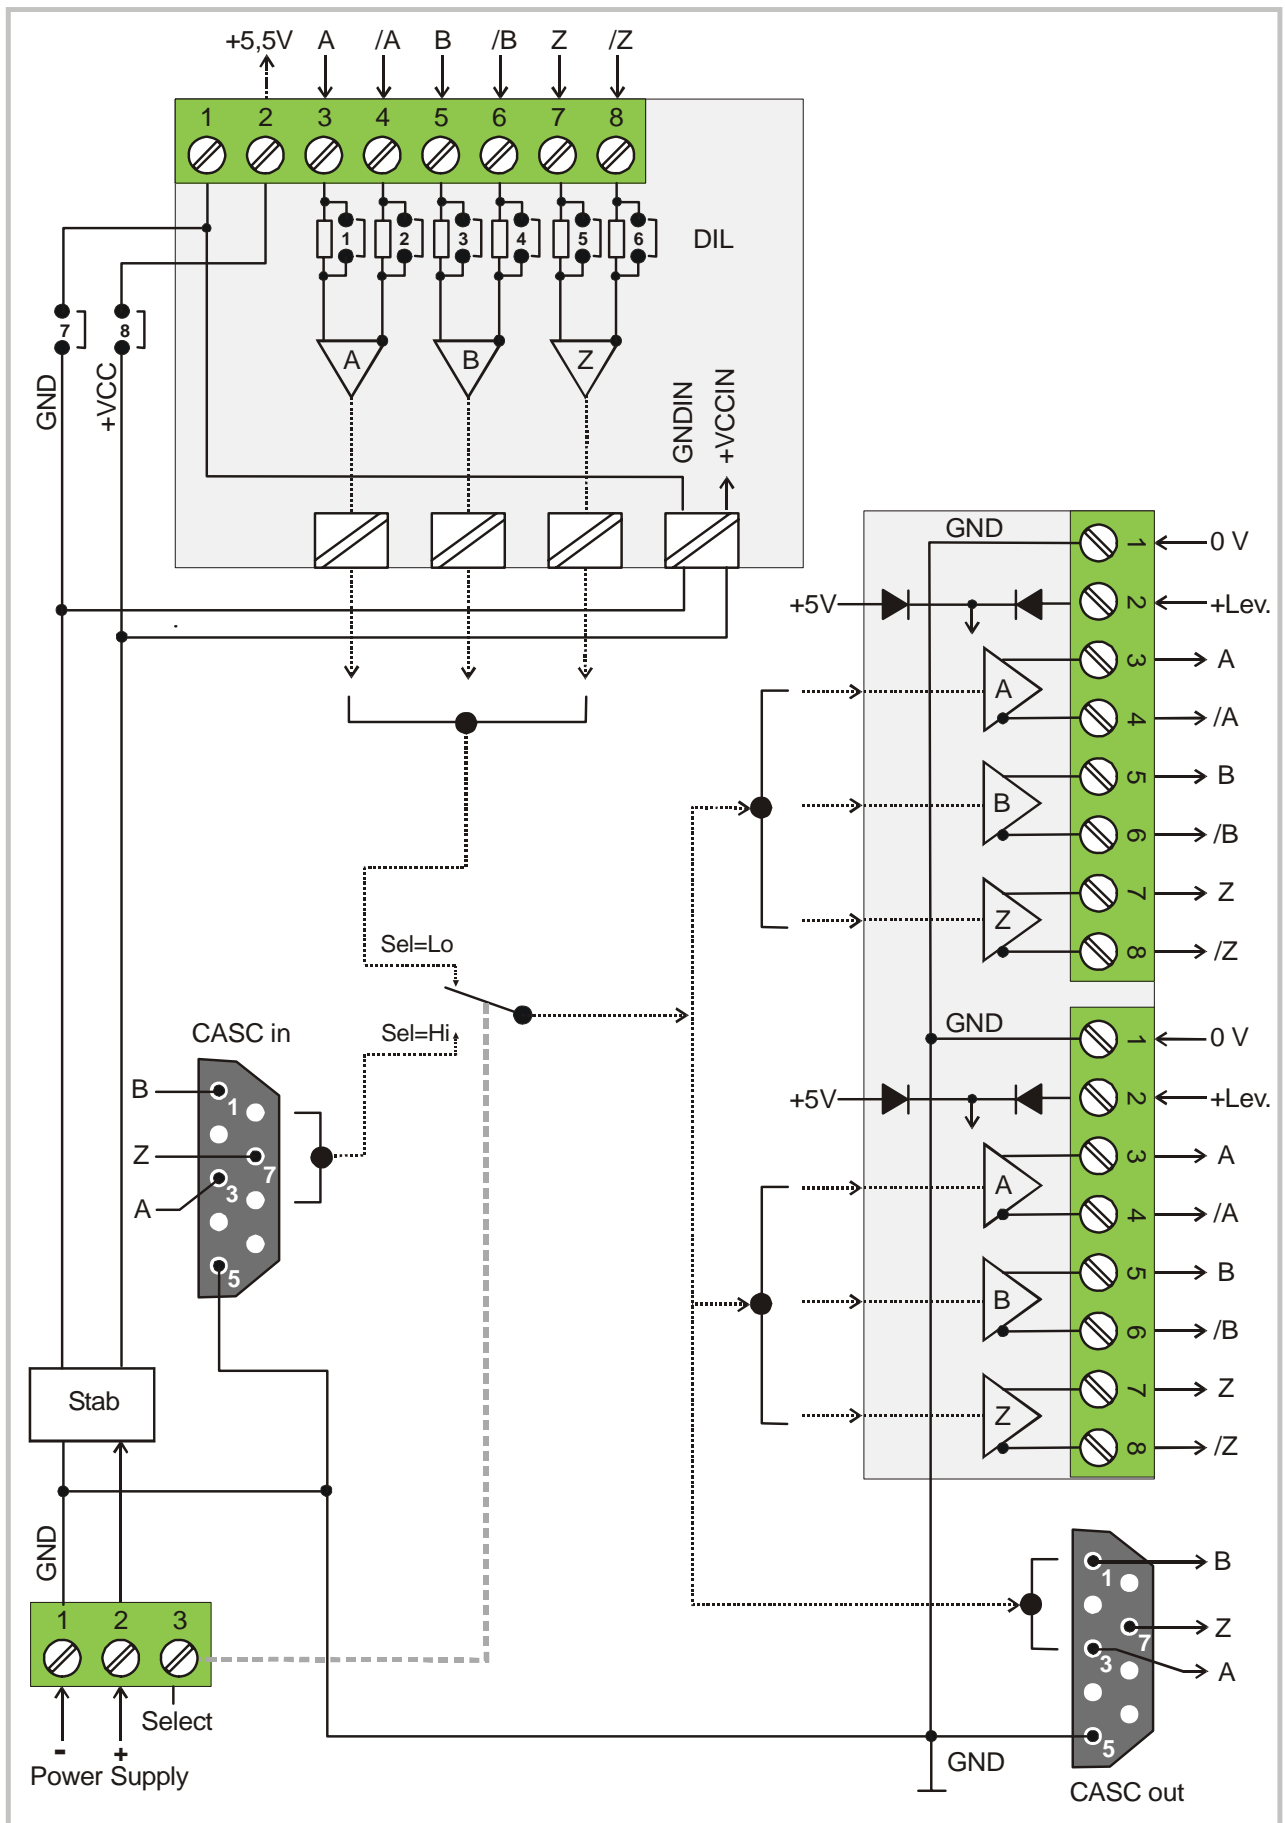 +5,5V A /A B /B Z /Z
1 2 3 4 5 6 7 8
1 2 3 4 5 6 DIL
7 8
A B Z
GND
+VCC
GNDIN
+VCCIN
GND 1 0 V
+5V 2 +Lev.
3 A
A
4 /A
5 B
B
6 /B
7 Z
Z
8 /Z
Sel=Lo
Sel=Hi
CASC in
B 1
Z 7
A 3
5
GND 1 0 V
+5V 2 +Lev.
3 A
A
4 /A
5 B
B
6 /B
7 Z
Z
8 /Z
Stab
GND
1 2 3
Select
- +
Power Supply
1 B
7 Z
3 A
5
GND
CASC out